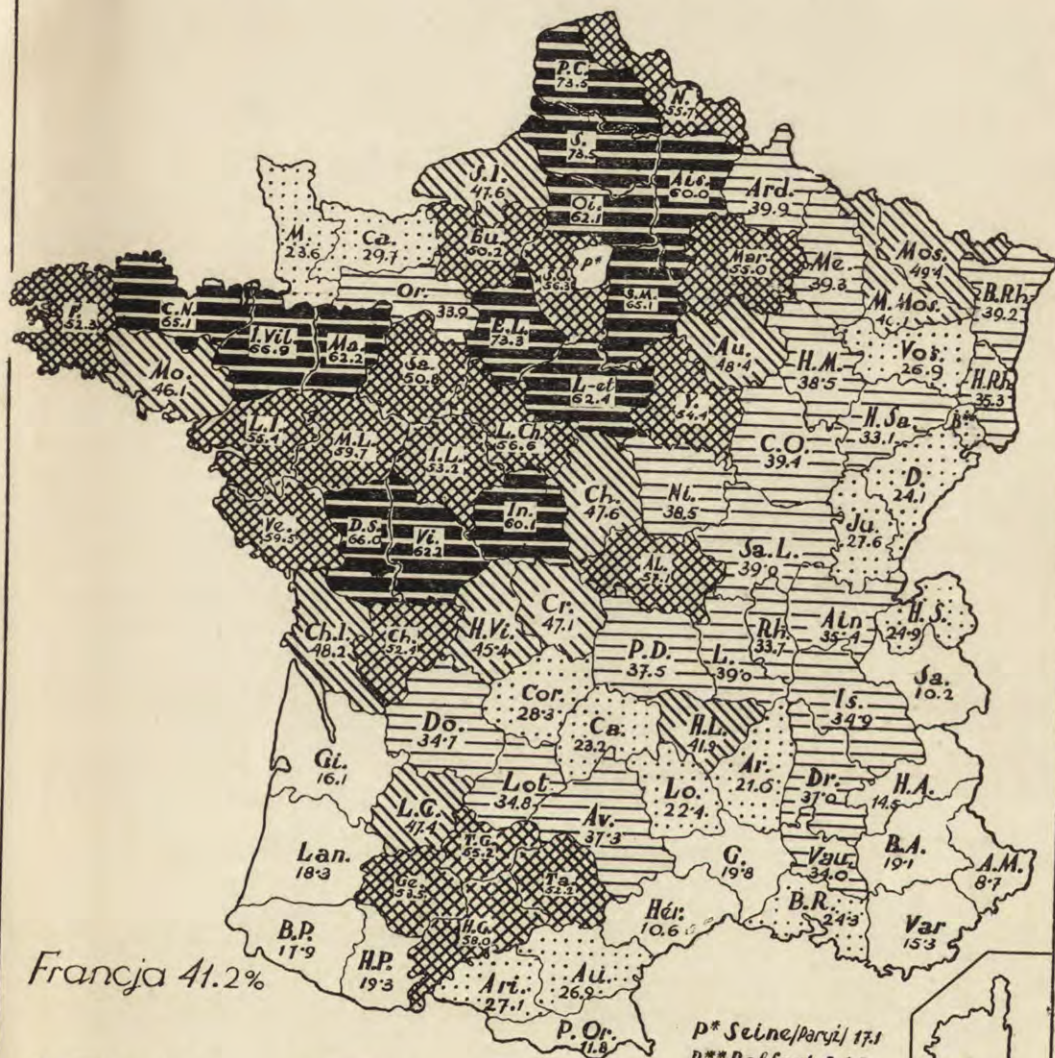 P.C.
73.5
N.
55.7
S.
73.5
S.I.
47.6
Ais.
60.0
Ard.
39.9
Oi.
62.1
M.
23.6
Ca.
29.7
Eu.
50.2
S.O.
56.3
P*
Mar.
55.0
Me.
39.3
Mos.
49.4
M.Mos.
B.Rh.
39.2
S.M.
65.1
Or.
33.9
F.
52.3
C.N.
65.1
I.Vil.
66.9
Ma.
62.2
E.L.
73.3
Au.
48.4
H.M.
38.5
Vos.
26.9
H.Rh
35.3
Mo.
46.1
Sa.
50.8
L-et
62.4
Y.
54.4
H.Sa.
33.1
B**
L.I.
55.4
M.L.
59.7
I.L.
53.2
L.Ch.
56.6
C.O.
39.4
D.
24.1
Ve.
59.5
D.S.
66.0
Vi.
62.2
In.
60.1
Ch.
47.6
Ni.
38.5
Ju.
27.6
AL.
57.1
Sa.L.
39.0
Ch.I.
48.2
Ch.
52.4
H.Vi.
45.4
Cr.
47.1
P.D.
37.5
L.
39.0
Rh.
33.7
Ain
35.4
H.S.
24.9
Sa.
10.2
Cor.
28.3
Is.
34.9
Do.
34.7
Ca.
23.2
H.L.
41.9
Gi.
16.1
Ar.
21.0
Dr.
37.0
H.A.
14.5
Lot
34.8
Lo.
22.4
L.G.
47.4
Av.
37.3
Lan.
18.3
T.G.
55.2
G.
19.8
Vau.
34.0
B.A.
19.1
A.M.
8.7
Ge.
Ta.
52.2
B.R.
24.3
Hér.
10.6
Var
15.3
B.P.
17.9
H.P.
19.3
H.G.
58.0
Ari.
27.1
Au.
26.9
P.Or.
11.8
Francja 41.2%
P* Seine/Paryż/ 17.1